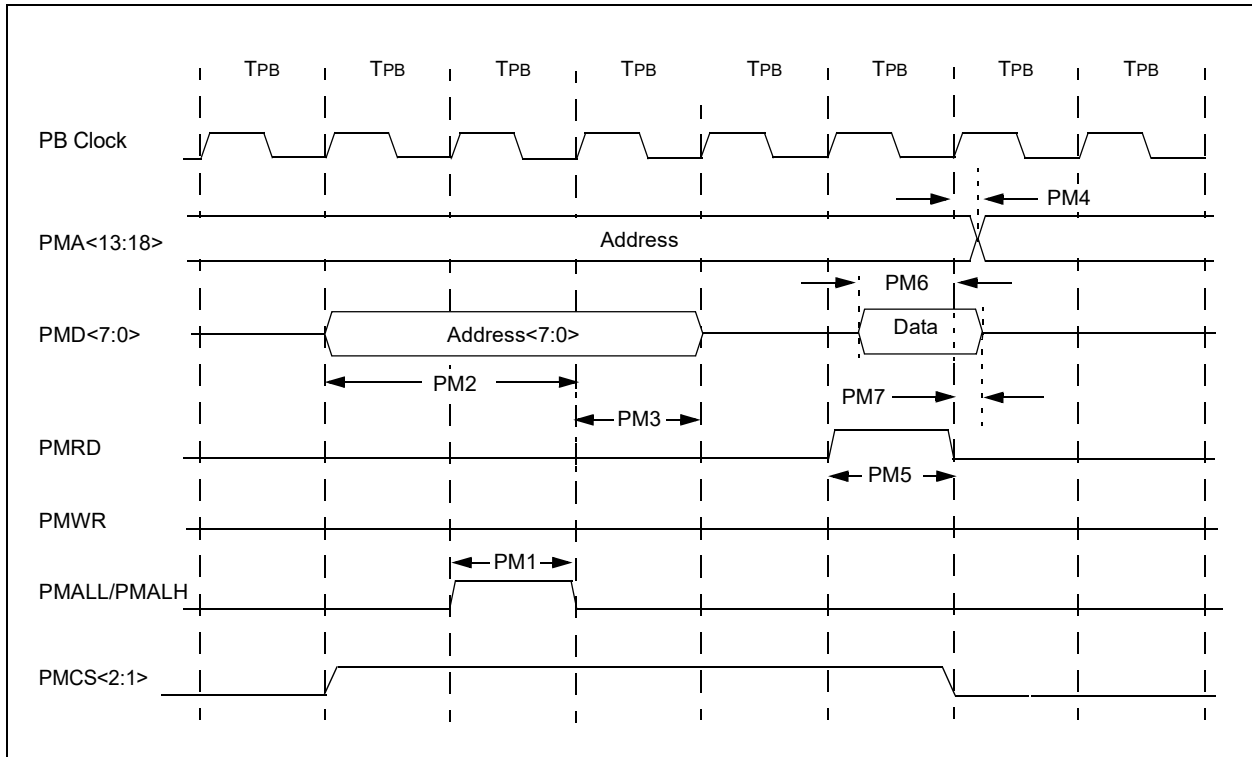 TPB TPB TPB TPB TPB TPB TPB TPB
PB Clock
PM4
PMA<13:18>
Address
PM6
PMD<7:0>
Address<7:0>
Data
PM2
PM7
PM3
PMRD
PM5
PMWR
PM1
PMALL/PMALH
PMCS<2:1>